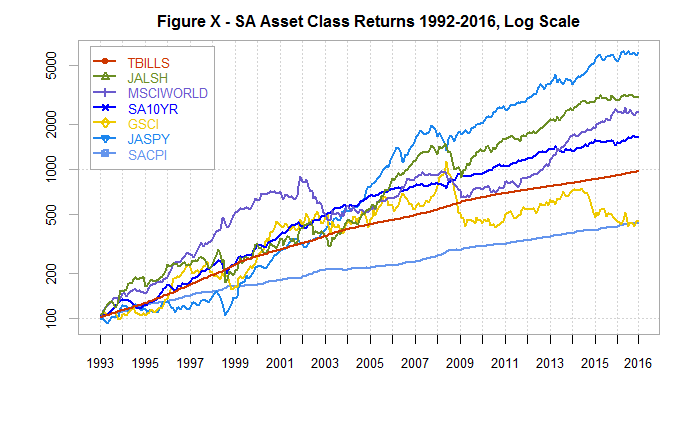 Figure X - SA Asset Class Returns 1992-2016, Log Scale
TBILLS
JALSH
MSCIWORLD
SA10YR
GSCI
JASPY
SACPI
5000
2000
1000
500
200
100
1993 1995 1997 1999 2001 2003 2005 2007 2009 2011 2013 2015 2016